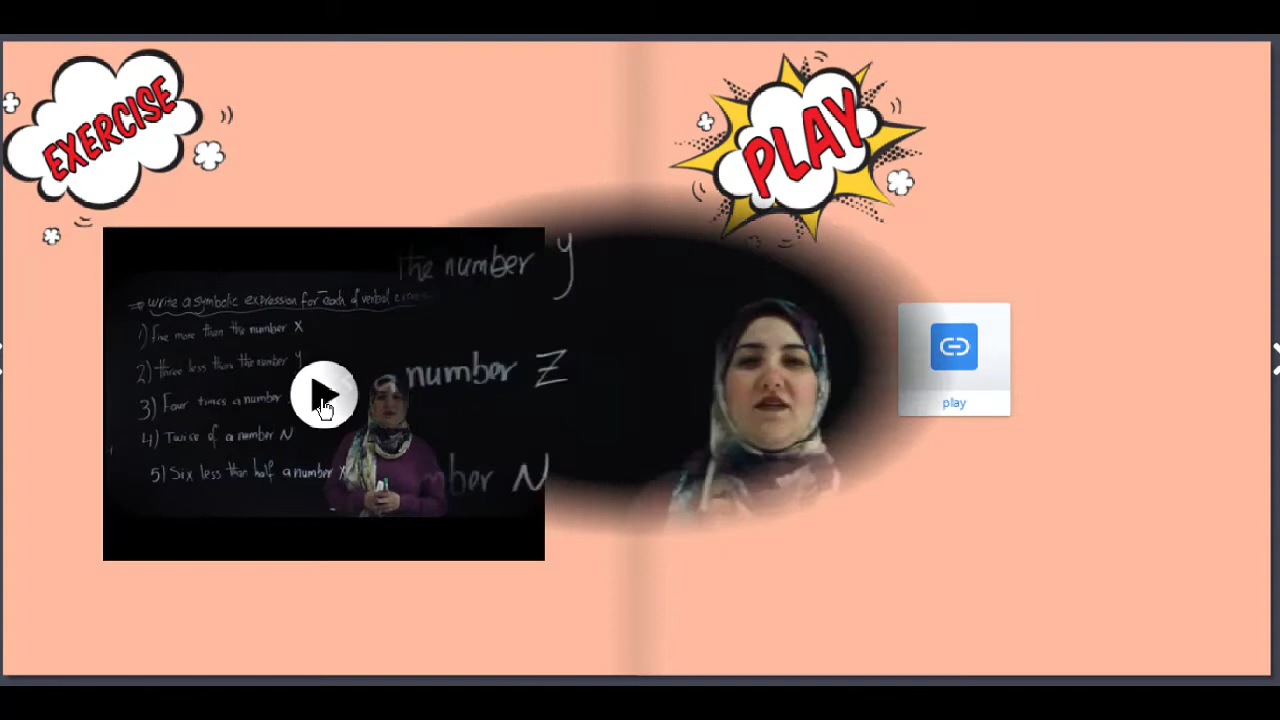 EXERCISE
PLAY
the number y
write a symbolic expression for each of verbal
1) Five more than the number X
2) three less than the number y
a number Z
3) Four times a number
4) Twice of a number N
5) Six less than half a number X
mber N
play